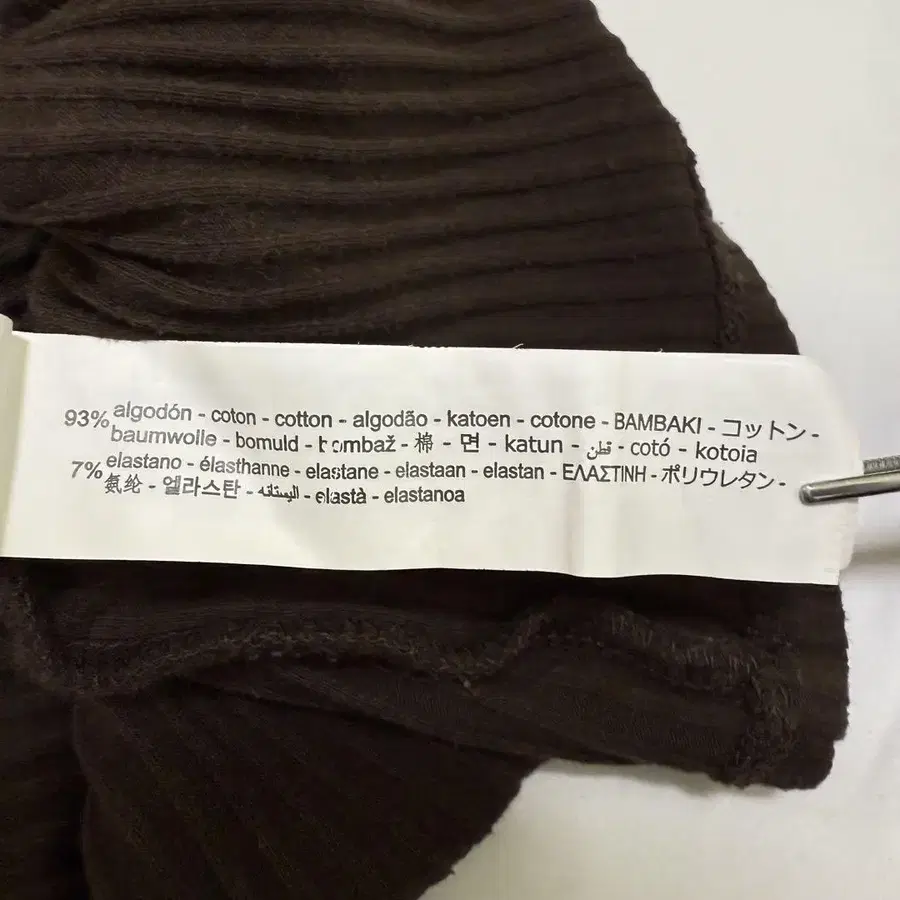 93% algodón - coton - cotton - algodão - katoen - cotone - BAMBAKI - コットン -
baumwolle - bomuld - bombaž - 棉 - 면 - katun - قطن - cotó - kotoia
7% elastano - élasthanne - elastane - elastaan - elastan - ΕΛΑΣΤΙΝΗ - ポリウレタン -
氨纶 - 엘라스탄 - اليستانه - elastà - elastanoa